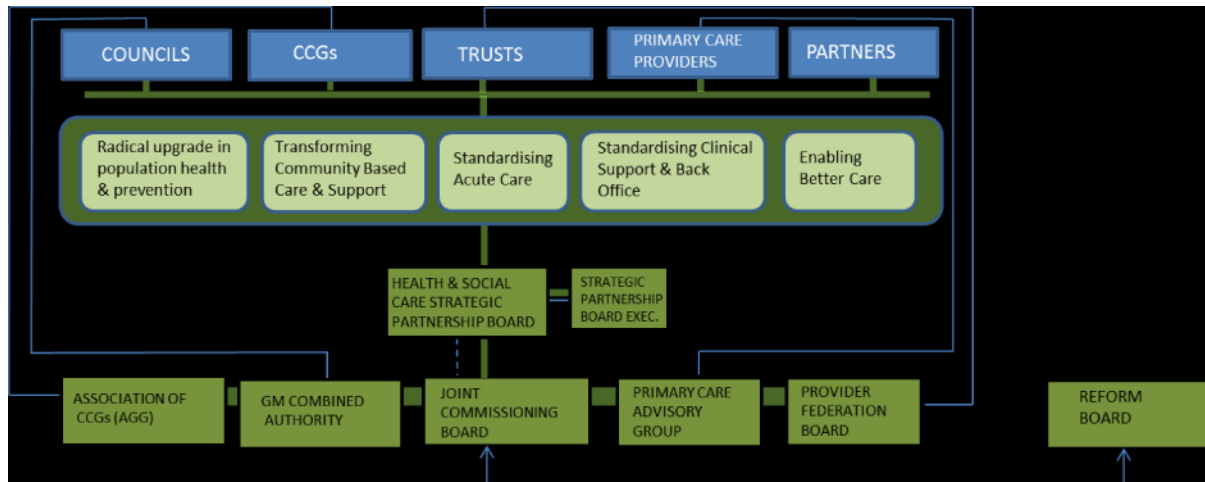 COUNCILS
CCGs
TRUSTS
PRIMARY CARE
PROVIDERS
PARTNERS
Radical upgrade in
population health
& prevention
Transforming
Community Based
Care & Support
Standardising
Acute Care
Standardising Clinical
Support & Back
Office
Enabling
Better Care
HEALTH & SOCIAL
CARE STRATEGIC
PARTNERSHIP BOARD
STRATEGIC
PARTNERSHIP
BOARD EXEC.
ASSOCIATION OF
CCGs (AGG)
GM COMBINED
AUTHORITY
JOINT
COMMISSIONING
BOARD
PRIMARY CARE
ADVISORY
GROUP
PROVIDER
FEDERATION
BOARD
REFORM
BOARD